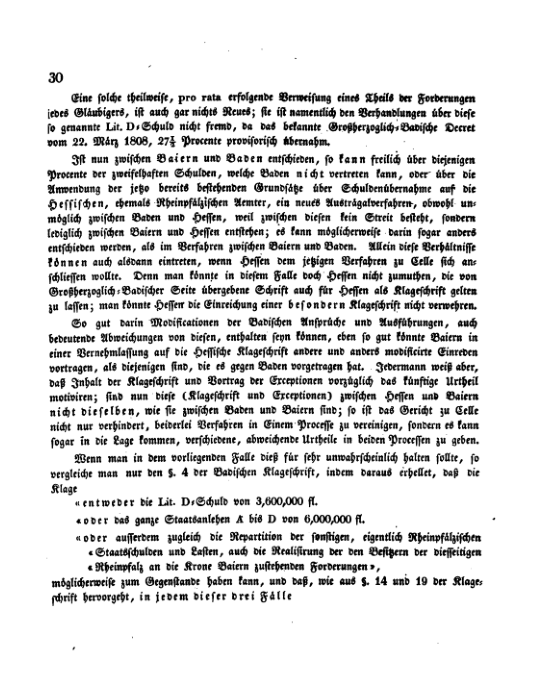 30
Eine solche theilweise, pro rata erfolgende Verweisung eines Theils der Forderungen
jedes Gläubigers, ist auch gar nichts Neues; sie ist namentlich den Verhandlungen über diese
so genannte Lit. D-Schuld nicht fremd, da das bekannte Großherzoglich-Badische Decret
vom 22. März 1808, 27½ Procente provisorisch übernahm.
Ist nun zwischen Baiern und Baden entschieden, so kann freilich über diejenigen
Procente der zweifelhaften Schulden, welche Baden nicht vertreten kann, oder über die
Anwendung der jetzo bereits bestehenden Grundsätze über Schuldenübernahme auf die
Hessischen, ehemals Rheinpfälzischen Aemter, ein neues Austrägalverfahren, obwohl un-
möglich zwischen Baden und Hessen, weil zwischen diesen kein Streit besteht, sondern
lediglich zwischen Baiern und Hessen entstehen; es kann möglicherweise darin sogar anders
entschieden werden, als im Verfahren zwischen Baiern und Baden. Allein diese Verhältnisse
können auch alsdann eintreten, wenn Hessen dem jetzigen Verfahren zu Celle sich an-
schliessen wollte. Denn man könnte in diesem Falle doch Hessen nicht zumuthen, die von
Großherzoglich-Badischer Seite übergebene Schrift auch für Hessen als Klageschrift gelten
zu lassen; man könnte Hessen die Einreichung einer besondern Klageschrift nicht verwehren.
So gut darin Modificationen der Badischen Ansprüche und Ausführungen, auch
bedeutende Abweichungen von diesen, enthalten seyn können, eben so gut könnte Baiern in
einer Vernehmlassung auf die Hessische Klageschrift andere und anders modificirte Einreden
vortragen, als diejenigen sind, die es gegen Baden vorgetragen hat. Jedermann weiß aber,
daß Inhalt der Klageschrift und Vortrag der Exceptionen vorzüglich das künftige Urtheil
motiviren; sind nun diese (Klageschrift und Exceptionen) zwischen Hessen und Baiern
nicht dieselben, wie sie zwischen Baden und Baiern sind; so ist das Gericht zu Celle
nicht nur verhindert, beiderlei Verfahren in Einem Processe zu vereinigen, sondern es kann
sogar in die Lage kommen, verschiedene, abweichende Urtheile in beiden Processen zu geben.
Wenn man in dem vorliegenden Falle dieß für sehr unwahrscheinlich halten sollte, so
vergleiche man nur den §. 4 der Badischen Klageschrift, indem daraus erhellet, daß die
Klage
«entweder die Lit. D-Schuld von 3,600,000 fl.
«oder das ganze Staatsanlehen A bis D von 6,000,000 fl.
«oder ausserdem zugleich die Repartition der sonstigen, eigentlich Rheinpfälzischen
«Staatsschulden und Lasten, auch die Realisirung der den Besitzern der diesseitigen
«Rheinpfalz an die Krone Baiern zustehenden Forderungen»,
möglicherweise zum Gegenstande haben kann, und daß, wie aus §. 14 und 19 der Klage-
schrift hervorgeht, in jedem dieser drei Fälle